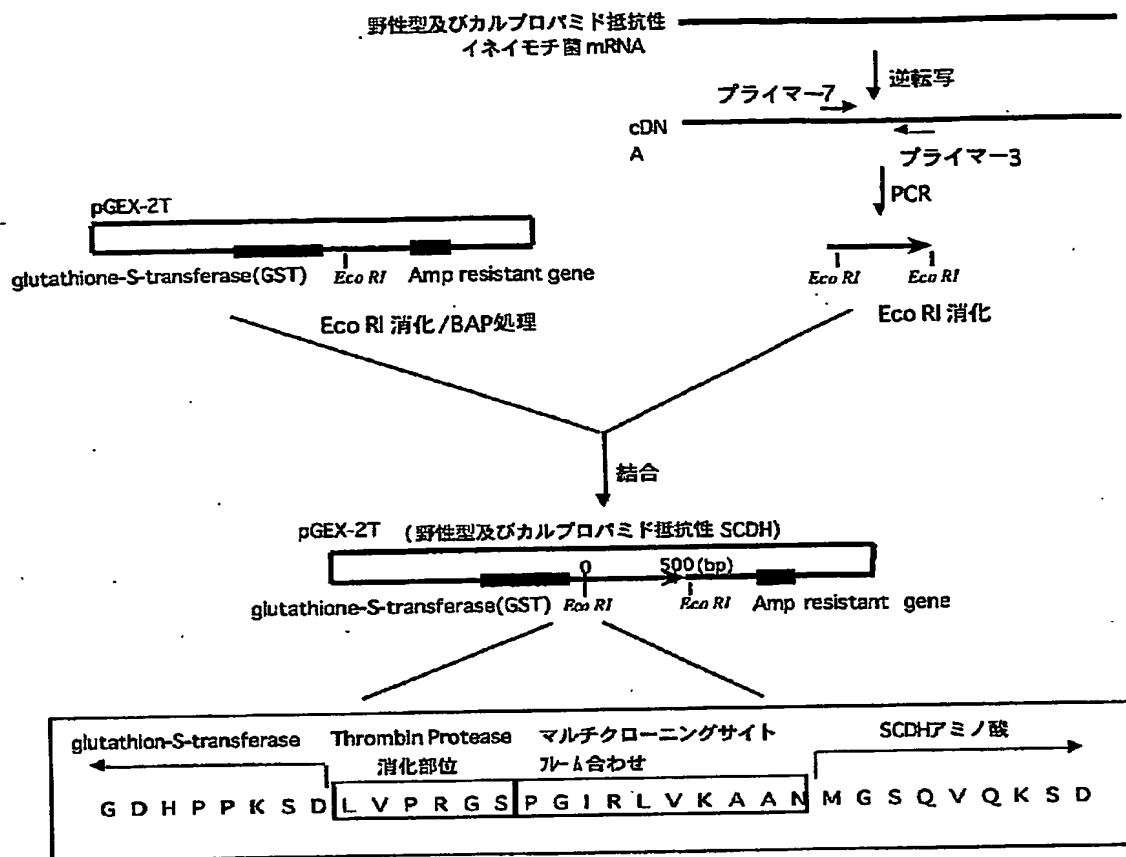 野性型及びカルプロパミド抵抗性
イネイモチ菌 mRNA
逆転写
プライマー7
cDN
A
プライマー3
PCR
pGEX-2T
glutathione-S-transferase(GST) Eco RI Amp resistant gene
Eco RI Eco RI
Eco RI 消化/BAP処理
Eco RI 消化
結合
pGEX-2T (野性型及びカルプロパミド抵抗性 SCDH)
0 500(bp)
glutathione-S-transferase(GST) Eco RI Eco RI Amp resistant gene
glutathion-S-transferase Thrombin Protease マルチクローニングサイト SCDHアミノ酸
消化部位 フレーム合わせ
G D H P P K S D L V P R G S P G I R L V K A A N M G S Q V Q K S D